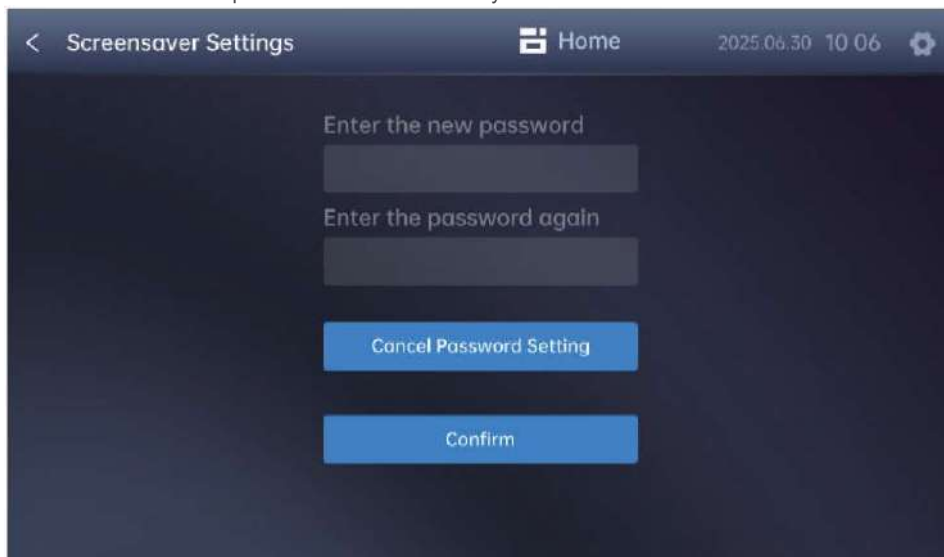 Screensaver Settings Home 2025.06.30 10 06
Enter the new password
Enter the password again
Cancel Password Setting
Confirm